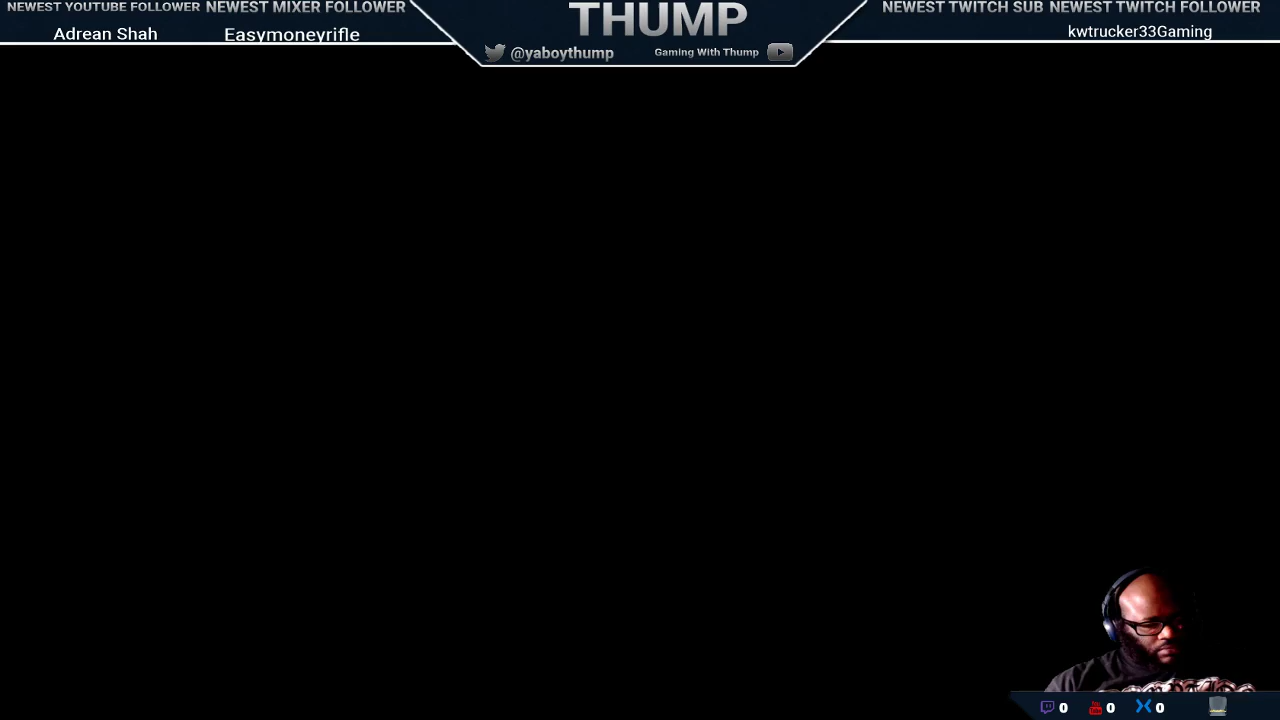 NEWEST YOUTUBE FOLLOWER NEWEST MIXER FOLLOWER
Adrean Shah Easymoneyrifle
THUMP
@yaboythump Gaming With Thump
NEWEST TWITCH SUB NEWEST TWITCH FOLLOWER
kwtrucker33Gaming
0 0 0